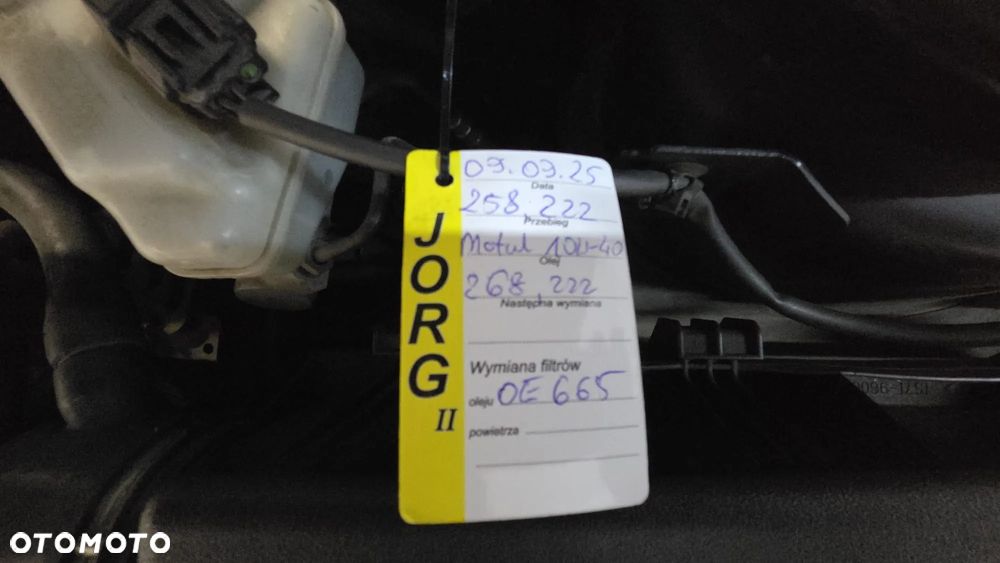 JORG II
09.09.25
Data
258.222
Przebieg
Motul 10W-40
Olej
268.222
Następna wymiana
Wymiana filtrów
oleju OE 665
powietrza
OTOMOTO